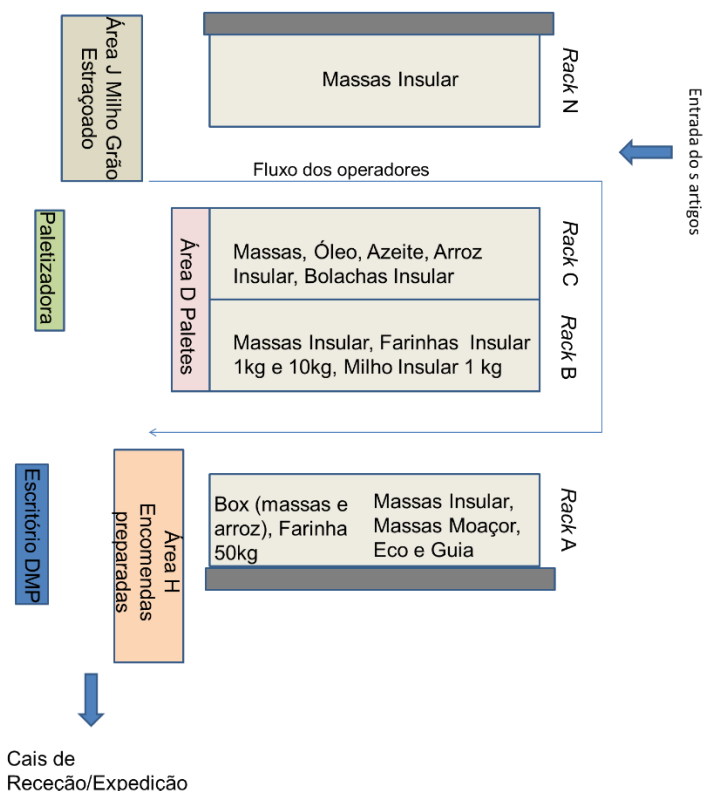 Área J Milho Grão
Estraçoado
Massas Insular
Rack N
Entrada do s artigos
Fluxo dos operadores
Paletizadora
Área D Paletes
Massas, Óleo, Azeite, Arroz
Insular, Bolachas Insular
Rack C
Massas Insular, Farinhas Insular
1kg e 10kg, Milho Insular 1 kg
Rack B
Escritório DMP
Área H
Encomendas
preparadas
Box (massas e
arroz), Farinha
50kg
Massas Insular,
Massas Moaçor,
Eco e Guia
Rack A
Cais de
Receção/Expedição